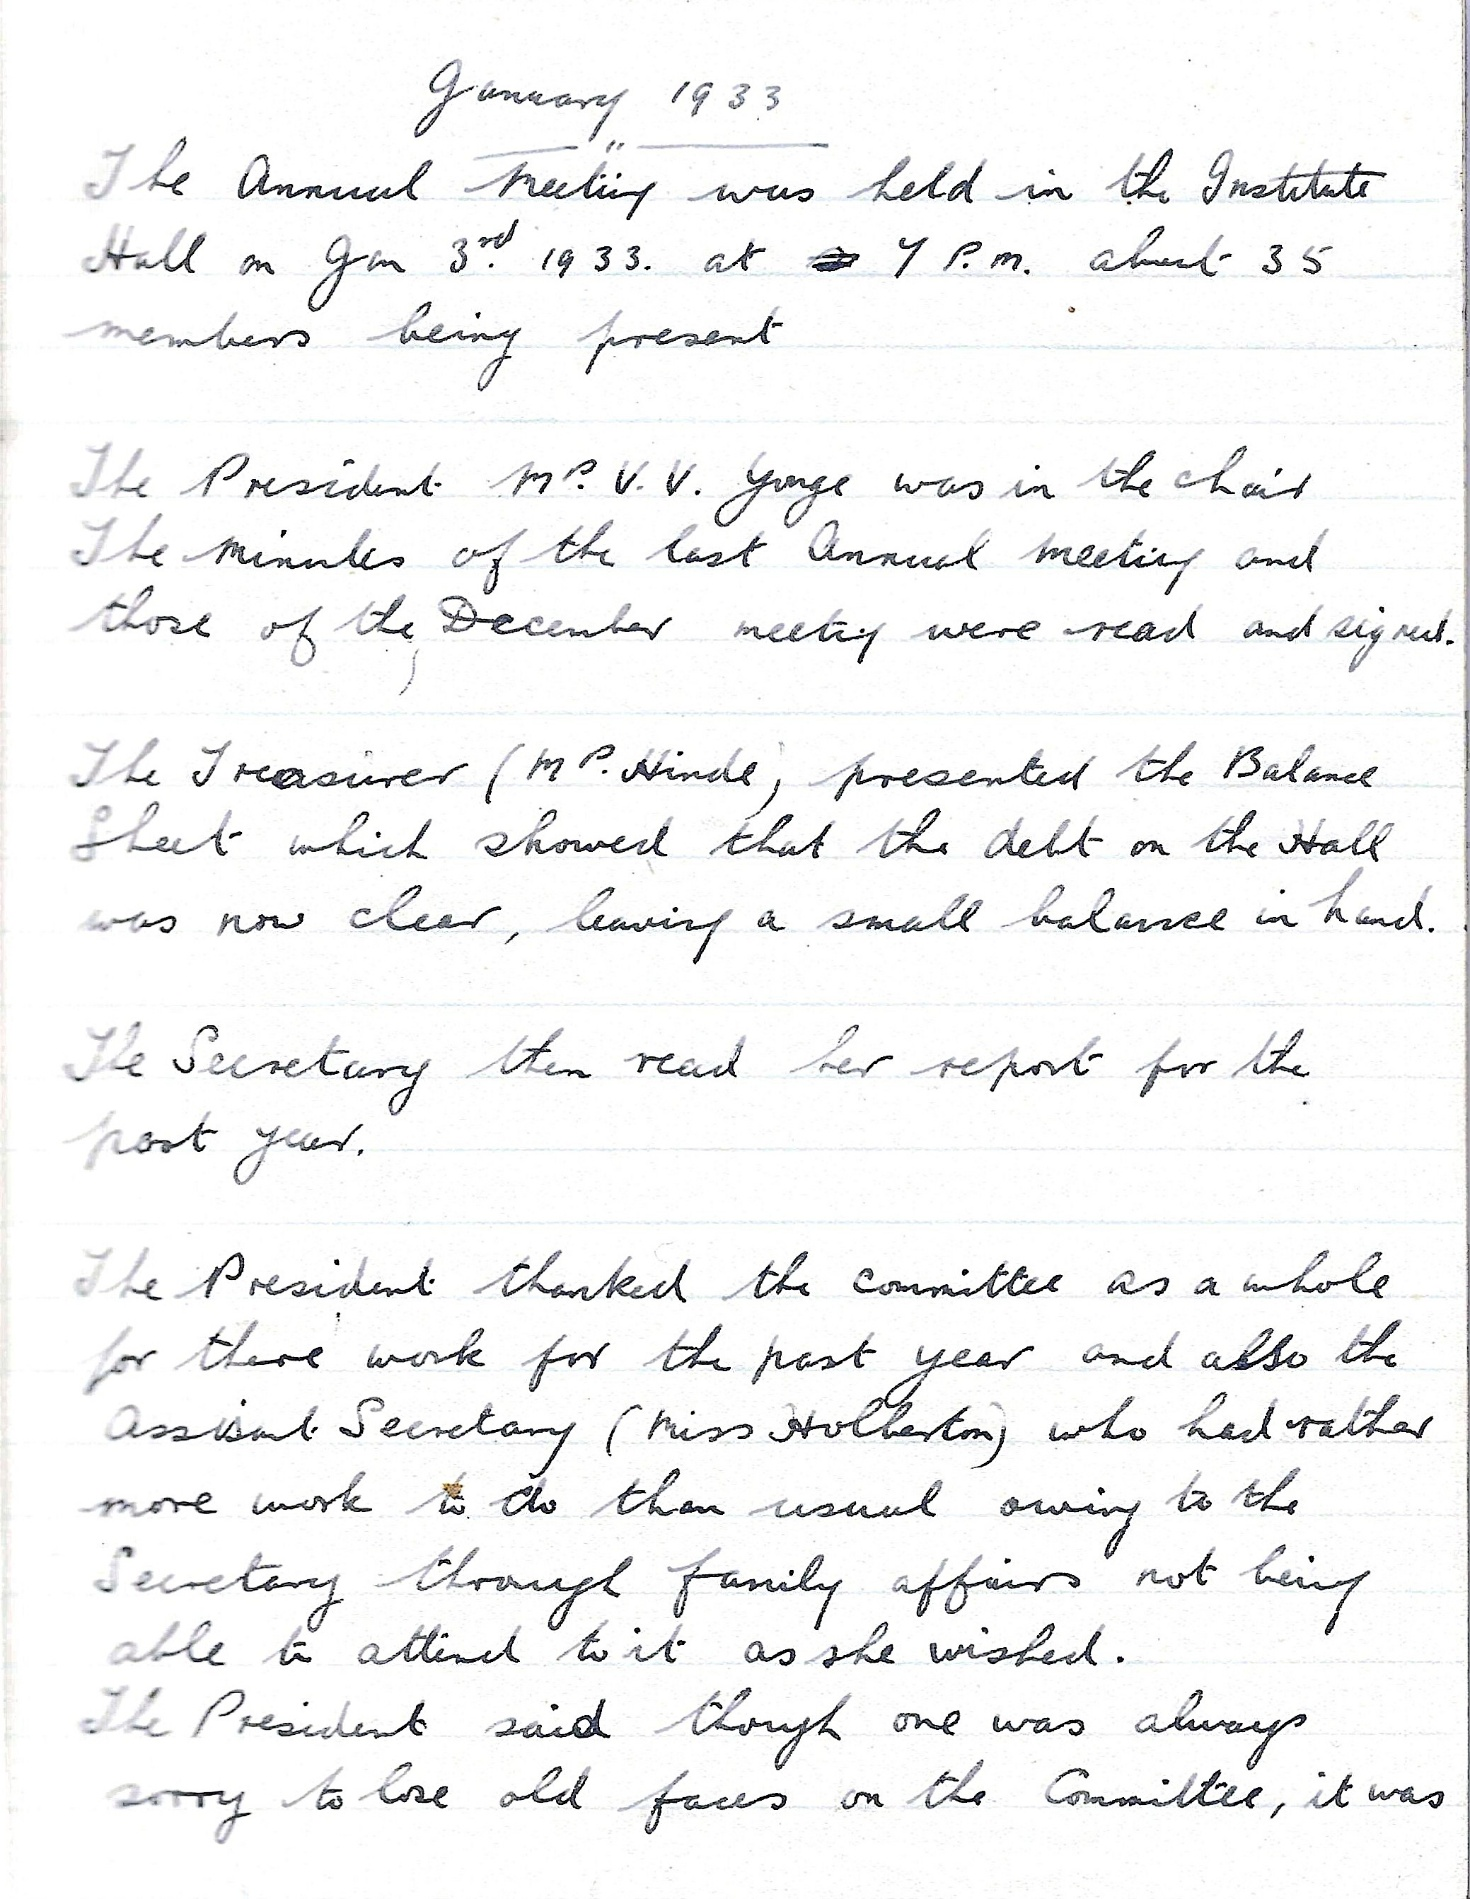 January 1933
The Annual Meeting was held in the Institute
Hall on Jan 3rd. 1933. at 7 P.m. about 35
members being present
The President Mrs. V. V. Yonge was in the chair
The Minutes of the last Annual Meeting and
those of the December meeting were read and signed.
The Treasurer (Mrs. Hinde) presented the Balance
Sheet which showed that the debt on the Hall
was now clear, leaving a small balance in hand.
The Secretary then read her report for the
past year.
The President thanked the committee as a whole
for there work for the past year and also the
Assistant Secretary (Miss Holberton) who had rather
more work to do than usual owing to the
Secretary through family affairs not being
able to attend to it as she wished.
The President said though one was always
sorry to lose old faces on the Committee, it was